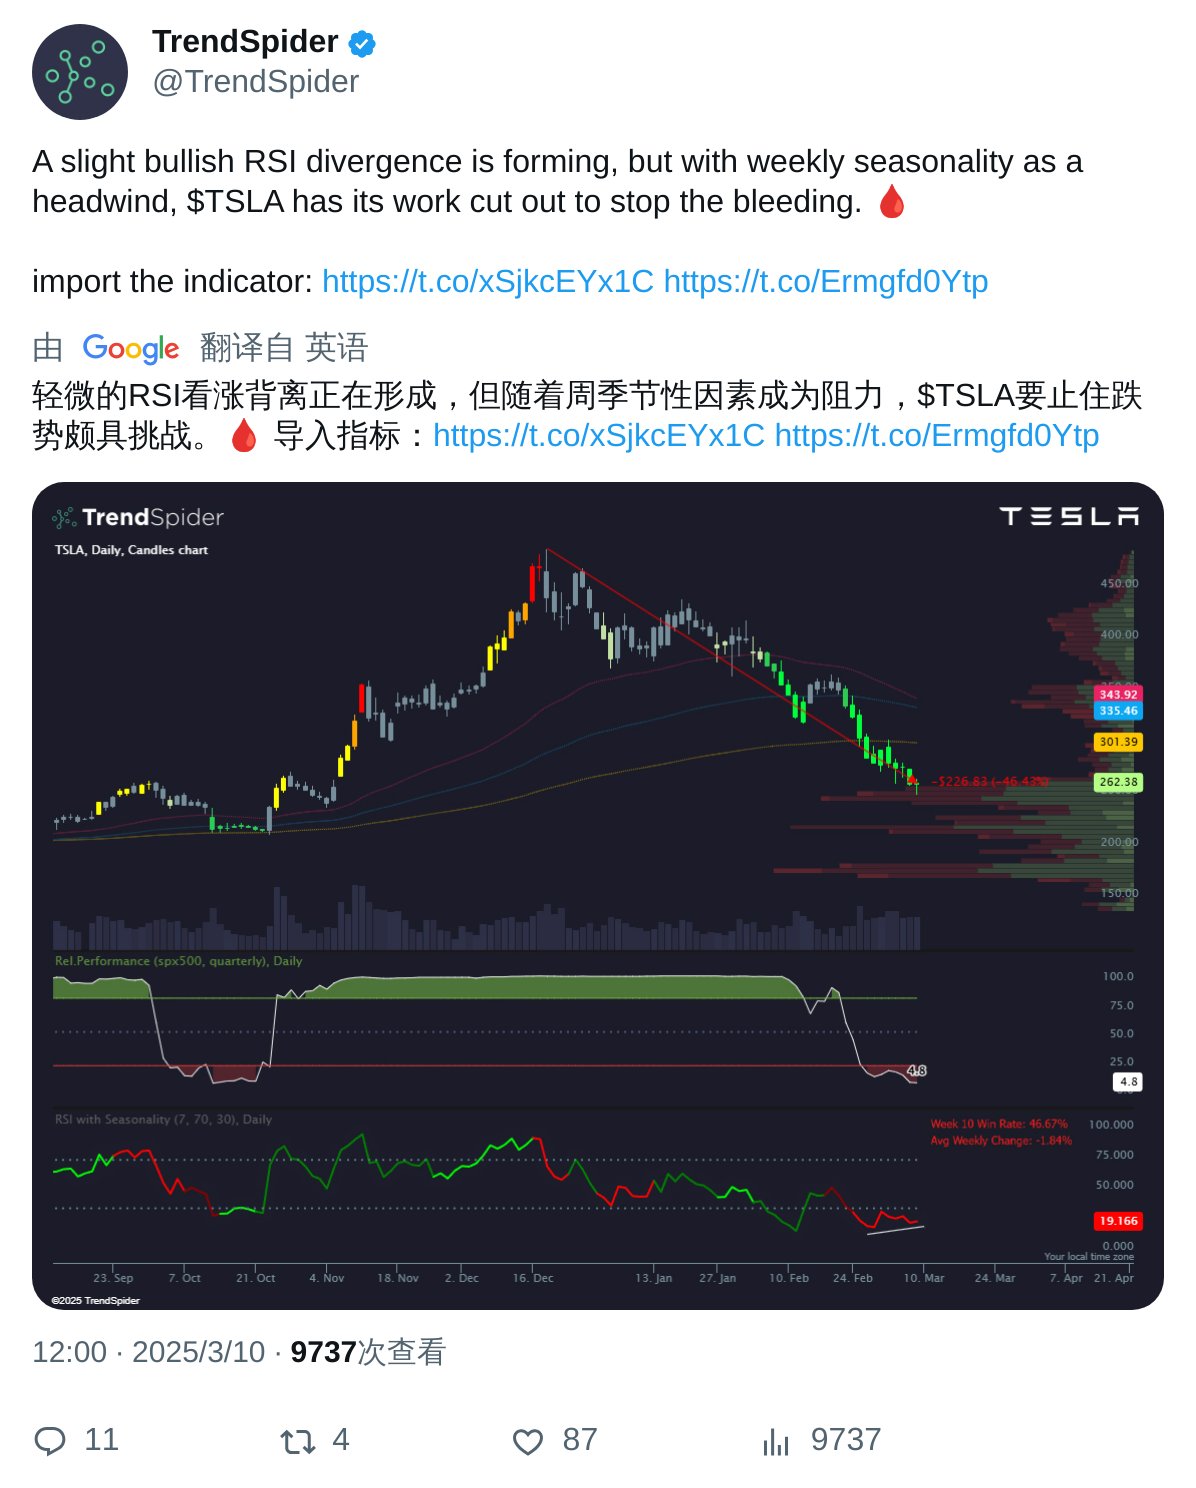 TrendSpider
@TrendSpider
A slight bullish RSI divergence is forming, but with weekly seasonality as a
headwind, $TSLA has its work cut out to stop the bleeding. 🩸
import the indicator: https://t.co/xSjkcEYx1C https://t.co/Ermgfd0Ytp
由 Google 翻译自 英语
轻微的RSI看涨背离正在形成，但随着周季节性因素成为阻力，$TSLA要止住跌
势颇具挑战。🩸 导入指标：https://t.co/xSjkcEYx1C https://t.co/Ermgfd0Ytp
TrendSpider
TESLA
TSLA, Daily, Candles chart
450.00
400.00
343.92
335.46
301.39
-$226.83 (-46.43%)
262.38
200.00
150.00
Rel.Performance (spx500, quarterly), Daily
100.0
75.0
50.0
25.0
4.8
4.8
RSI with Seasonality (7, 70, 30), Daily
Week 10 Win Rate: 46.67%
Avg Weekly Change: -1.84%
100.000
75.000
50.000
19.166
0.000
Your local time zone
23. Sep 7. Oct 21. Oct 4. Nov 18. Nov 2. Dec 16. Dec 13. Jan 27. Jan 10. Feb 24. Feb 10. Mar 24. Mar 7. Apr 21. Apr
©2025 TrendSpider
12:00 · 2025/3/10 · 9737次查看
11 4 87 9737